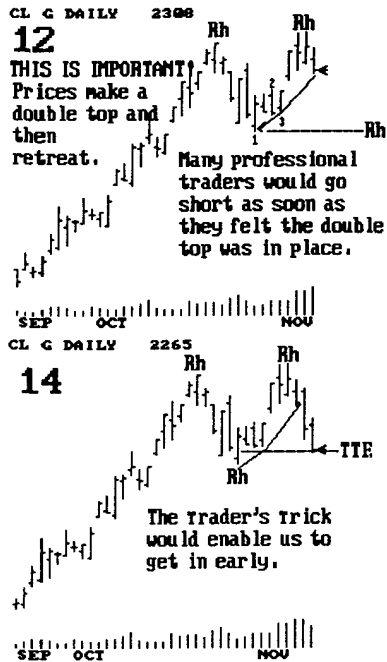 CL G DAILY 2308
12
Rh
Rh
THIS IS IMPORTANT!
Prices make a
double top and
then
retreat.
2
3
1
Rh
Many professional
traders would go
short as soon as
they felt the double
top was in place.
SEP OCT NOV
CL G DAILY 2265
14
Rh
Rh
TTE
Rh
The Trader's Trick
would enable us to
get in early.
SEP OCT NOV